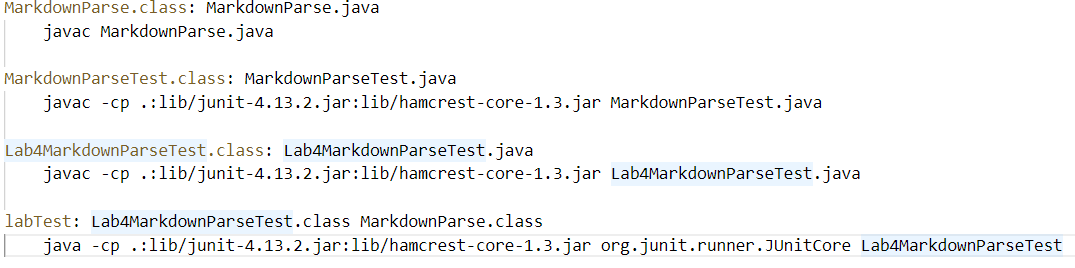 MarkdownParse.class: MarkdownParse.java
    javac MarkdownParse.java
MarkdownParseTest.class: MarkdownParseTest.java
    javac -cp .:lib/junit-4.13.2.jar:lib/hamcrest-core-1.3.jar MarkdownParseTest.java
Lab4MarkdownParseTest.class: Lab4MarkdownParseTest.java
    javac -cp .:lib/junit-4.13.2.jar:lib/hamcrest-core-1.3.jar Lab4MarkdownParseTest.java
labTest: Lab4MarkdownParseTest.class MarkdownParse.class
    java -cp .:lib/junit-4.13.2.jar:lib/hamcrest-core-1.3.jar org.junit.runner.JUnitCore Lab4MarkdownParseTest